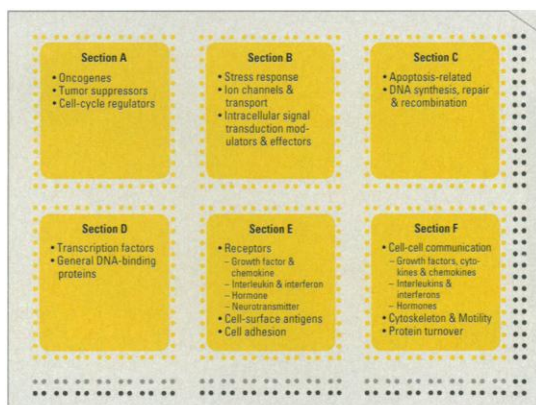 Section A
• Oncogenes
• Tumor suppressors
• Cell-cycle regulators
Section B
• Stress response
• Ion channels &
transport
• Intracellular signal
transduction mod-
ulators & effectors
Section C
• Apoptosis-related
• DNA synthesis, repair
& recombination
Section D
• Transcription factors
• General DNA-binding
proteins
Section E
• Receptors
– Growth factor &
chemokine
– Interleukin & interferon
– Hormone
– Neurotransmitter
• Cell-surface antigens
• Cell adhesion
Section F
• Cell-cell communication
– Growth factors, cyto-
kines & chemokines
– Interleukins &
interferons
– Hormones
• Cytoskeleton & Motility
• Protein turnover